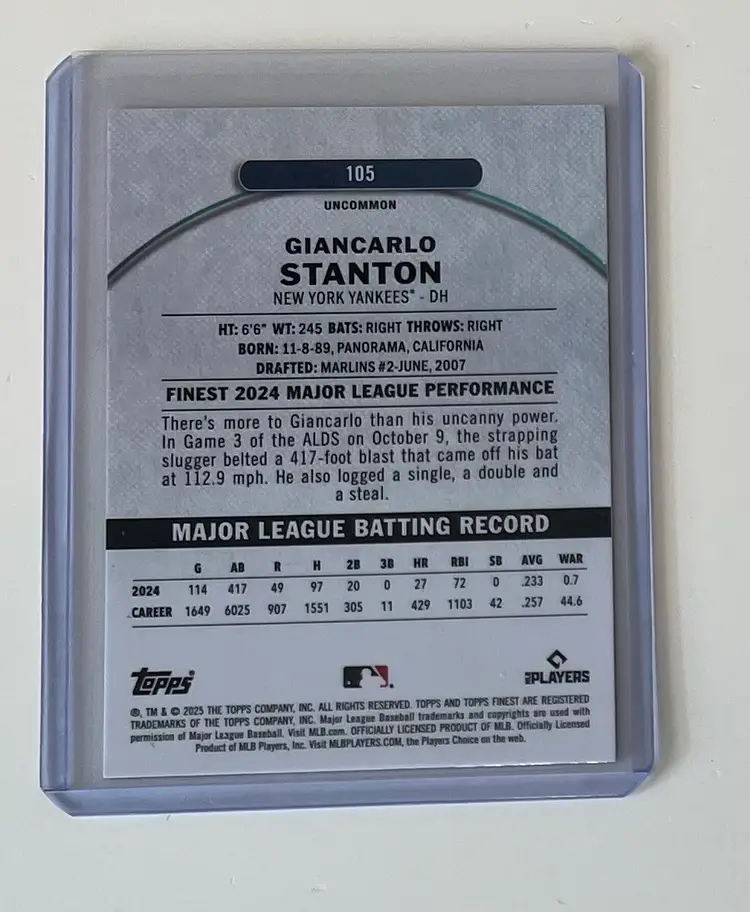 105
UNCOMMON
GIANCARLO
STANTON
NEW YORK YANKEES® - DH
HT: 6'6" WT: 245 BATS: RIGHT THROWS: RIGHT
BORN: 11-8-89, PANORAMA, CALIFORNIA
DRAFTED: MARLINS #2-JUNE, 2007
FINEST 2024 MAJOR LEAGUE PERFORMANCE
There's more to Giancarlo than his uncanny power.
In Game 3 of the ALDS on October 9, the strapping
slugger belted a 417-foot blast that came off his bat
at 112.9 mph. He also logged a single, a double and
a steal.
MAJOR LEAGUE BATTING RECORD
G AB R H 2B 3B HR RBI SB AVG WAR
2024 114 417 49 97 20 0 27 72 0 .233 0.7
CAREER 1649 6025 907 1551 305 11 429 1103 42 .257 44.6
Topps®
MLB PLAYERS
®, TM & © 2025 THE TOPPS COMPANY, INC. ALL RIGHTS RESERVED. TOPPS AND TOPPS FINEST ARE REGISTERED
TRADEMARKS OF THE TOPPS COMPANY, INC. Major League Baseball trademarks and copyrights are used with
permission of Major League Baseball. Visit MLB.com. OFFICIALLY LICENSED PRODUCT OF MLB. Officially Licensed
Product of MLB Players, Inc. Visit MLBPLAYERS.COM, the Players Choice on the web.